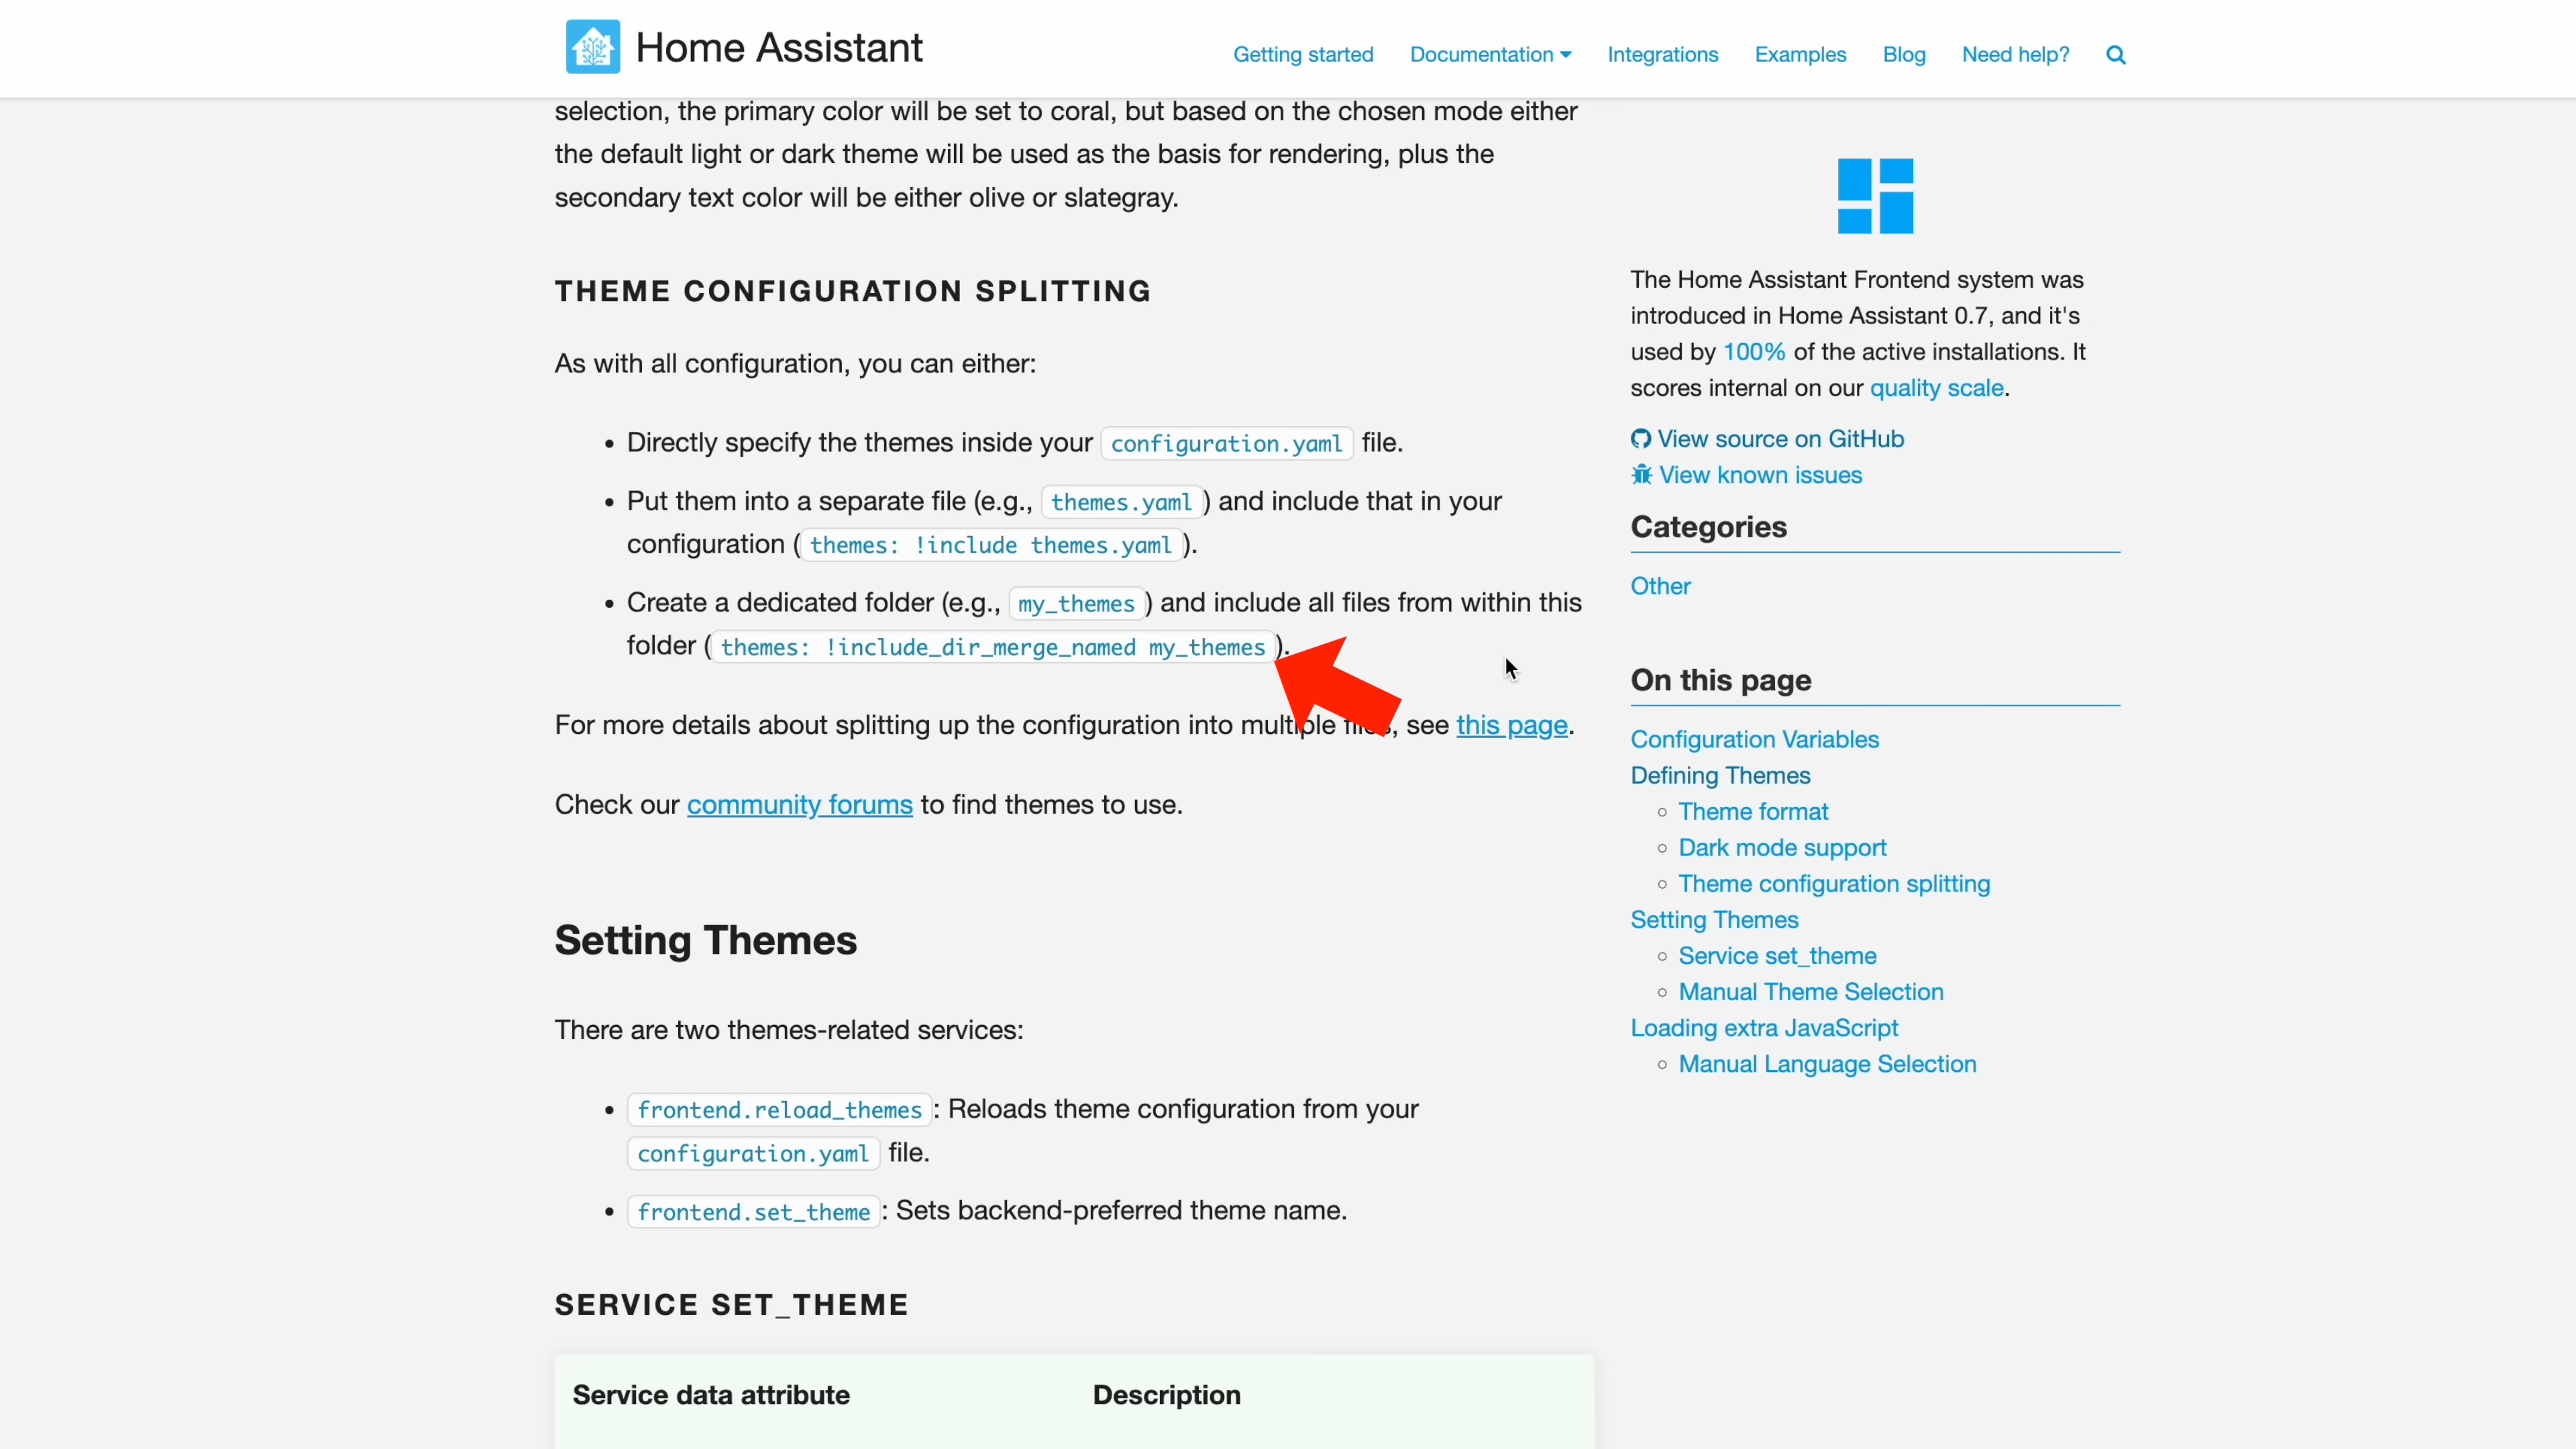 Home Assistant
Getting started
Documentation
Integrations
Examples
Blog
Need help?
selection, the primary color will be set to coral, but based on the chosen mode either
the default light or dark theme will be used as the basis for rendering, plus the
secondary text color will be either olive or slategray.
THEME CONFIGURATION SPLITTING
As with all configuration, you can either:
• Directly specify the themes inside your configuration.yaml file.
• Put them into a separate file (e.g., themes.yaml) and include that in your
configuration (themes: !include themes.yaml).
• Create a dedicated folder (e.g., my_themes) and include all files from within this
folder (themes: !include_dir_merge_named my_themes).
For more details about splitting up the configuration into multiple , see this page.
Check our community forums to find themes to use.
Setting Themes
There are two themes-related services:
• frontend.reload_themes: Reloads theme configuration from your
configuration.yaml file.
• frontend.set_theme: Sets backend-preferred theme name.
SERVICE SET_THEME
Service data attribute
Description
The Home Assistant Frontend system was
introduced in Home Assistant 0.7, and it's
used by 100% of the active installations. It
scores internal on our quality scale.
View source on GitHub
View known issues
Categories
Other
On this page
Configuration Variables
Defining Themes
Theme format
Dark mode support
Theme configuration splitting
Setting Themes
Service set_theme
Manual Theme Selection
Loading extra JavaScript
Manual Language Selection